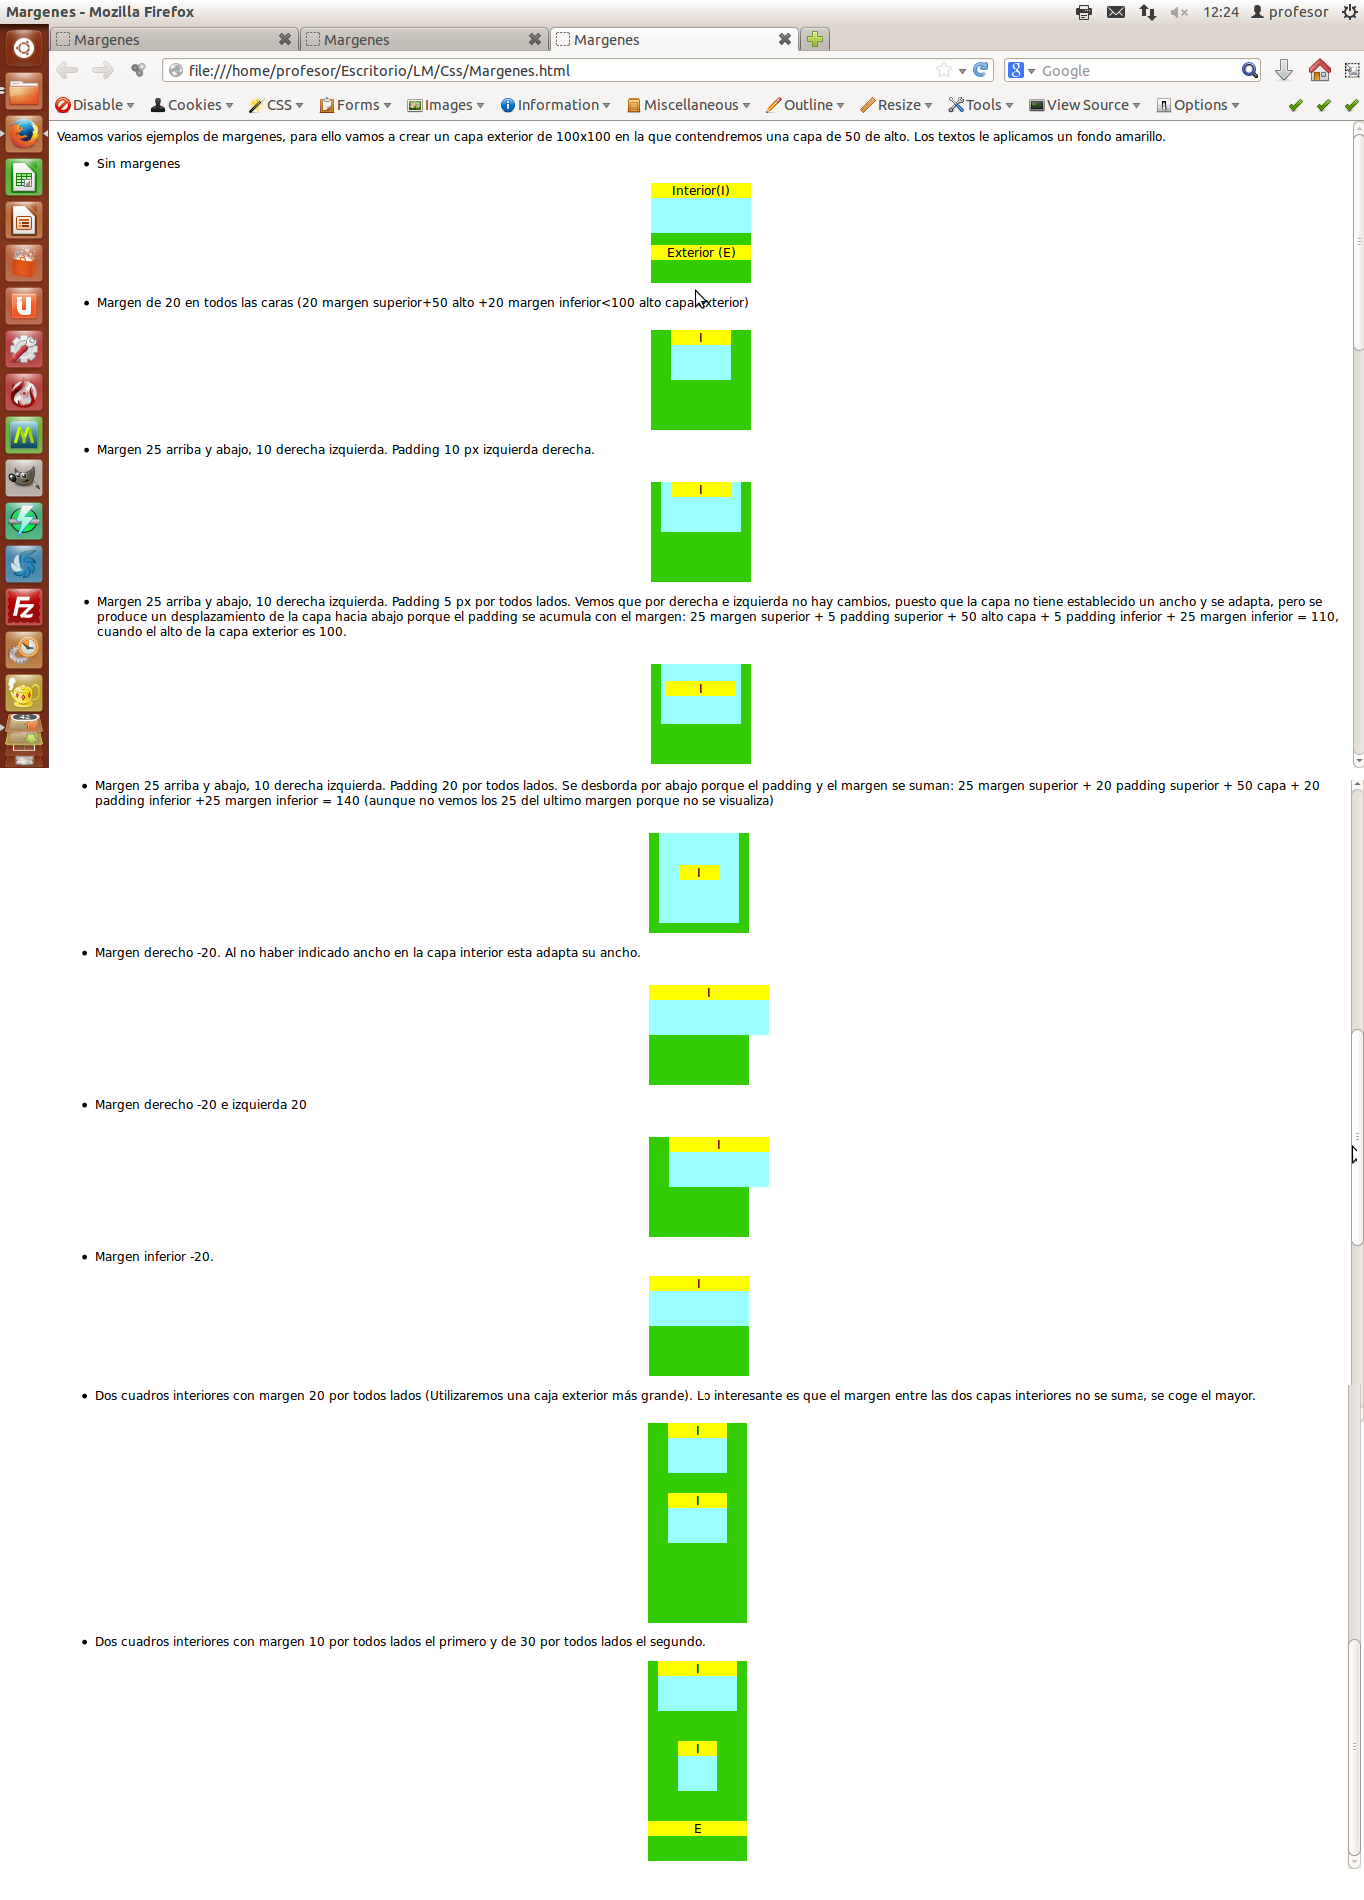 Margenes - Mozilla Firefox
12:24 profesor
Margenes
Margenes
Margenes
file:///home/profesor/Escritorio/LM/Css/Margenes.html
Google
Disable Cookies CSS Forms Images Information Miscellaneous Outline Resize Tools View Source Options
Veamos varios ejemplos de margenes, para ello vamos a crear un capa exterior de 100x100 en la que contendremos una capa de 50 de alto. Los textos le aplicamos un fondo amarillo.
• Sin margenes
Interior(I)
Exterior (E)
• Margen de 20 en todos las caras (20 margen superior+50 alto +20 margen inferior<100 alto capa exterior)
I
• Margen 25 arriba y abajo, 10 derecha izquierda. Padding 10 px izquierda derecha.
I
• Margen 25 arriba y abajo, 10 derecha izquierda. Padding 5 px por todos lados. Vemos que por derecha e izquierda no hay cambios, puesto que la capa no tiene establecido un ancho y se adapta, pero se
produce un desplazamiento de la capa hacia abajo porque el padding se acumula con el margen: 25 margen superior + 5 padding superior + 50 alto capa + 5 padding inferior + 25 margen inferior = 110,
cuando el alto de la capa exterior es 100.
I
42
• Margen 25 arriba y abajo, 10 derecha izquierda. Padding 20 por todos lados. Se desborda por abajo porque el padding y el margen se suman: 25 margen superior + 20 padding superior + 50 capa + 20
padding inferior +25 margen inferior = 140 (aunque no vemos los 25 del ultimo margen porque no se visualiza)
I
• Margen derecho -20. Al no haber indicado ancho en la capa interior esta adapta su ancho.
I
• Margen derecho -20 e izquierda 20
I
• Margen inferior -20.
I
• Dos cuadros interiores con margen 20 por todos lados (Utilizaremos una caja exterior más grande). Lo interesante es que el margen entre las dos capas interiores no se suma, se coge el mayor.
I
I
• Dos cuadros interiores con margen 10 por todos lados el primero y de 30 por todos lados el segundo.
I
I
E